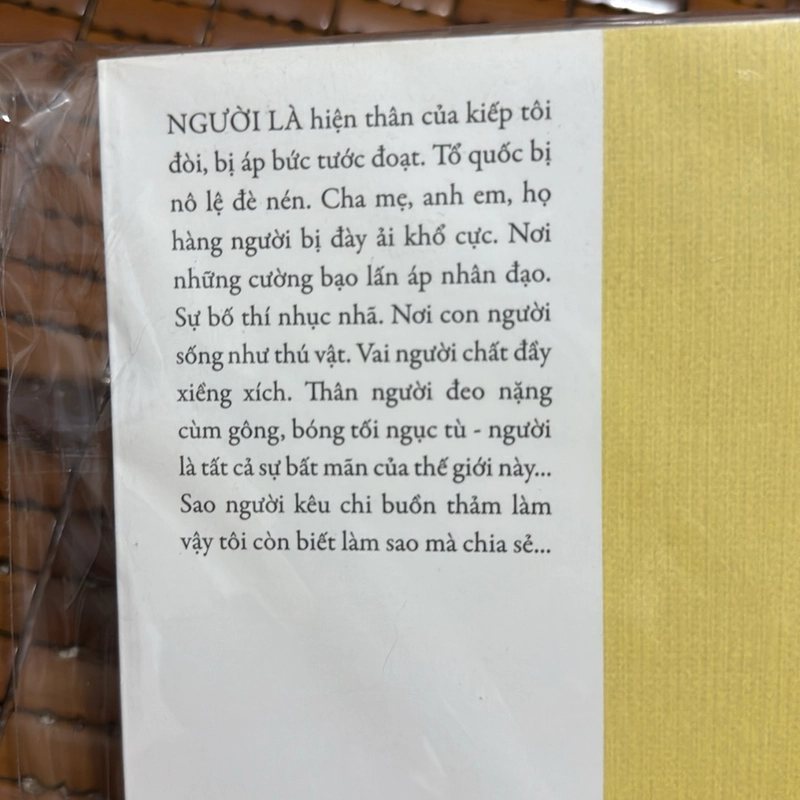 NGƯỜI LÀ hiện thân của kiếp tôi
đòi, bị áp bức tước đoạt. Tổ quốc bị
nô lệ đè nén. Cha mẹ, anh em, họ
hàng người bị đày ải khổ cực. Nơi
những cường bạo lấn áp nhân đạo.
Sự bố thí nhục nhã. Nơi con người
sống như thú vật. Vai người chất đầy
xiềng xích. Thân người đeo nặng
cùm gông, bóng tối ngục tù - người
là tất cả sự bất mãn của thế giới này...
Sao người kêu chi buồn thảm làm
vậy tôi còn biết làm sao mà chia sẻ...